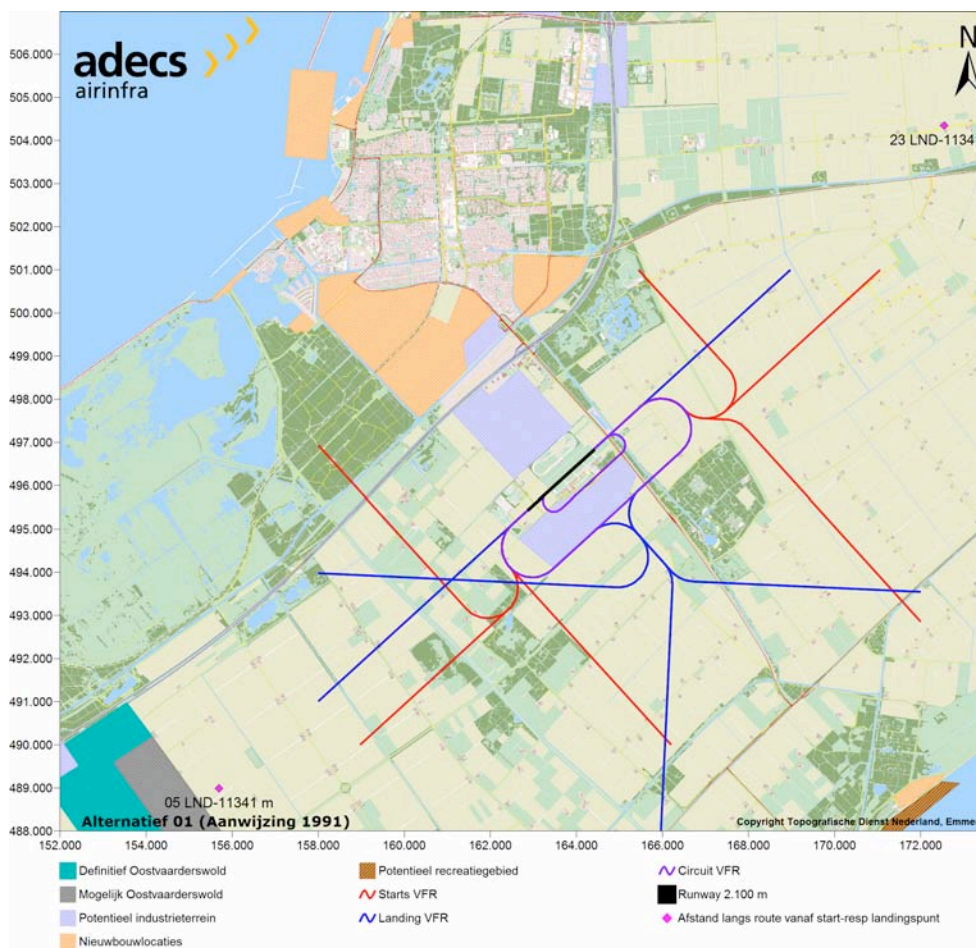 adecs
airinfra
N
506.000
505.000
504.000
503.000
502.000
501.000
500.000
499.000
498.000
497.000
496.000
495.000
494.000
493.000
492.000
491.000
490.000
489.000
488.000
23 LND-1134
05 LND-11341 m
Alternatief 01 (Aanwijzing 1991)
Copyright Topografische Dienst Nederland, Emme
152.000 154.000 156.000 158.000 160.000 162.000 164.000 166.000 168.000 170.000 172.000
Definitief Oostvaarderswold
Mogelijk Oostvaarderswold
Potentieel industrieterrein
Nieuwbouwlocaties
Potentieel recreatiegebied
Starts VFR
Landing VFR
Circuit VFR
Runway 2.100 m
Afstand langs route vanaf start-resp landingspunt